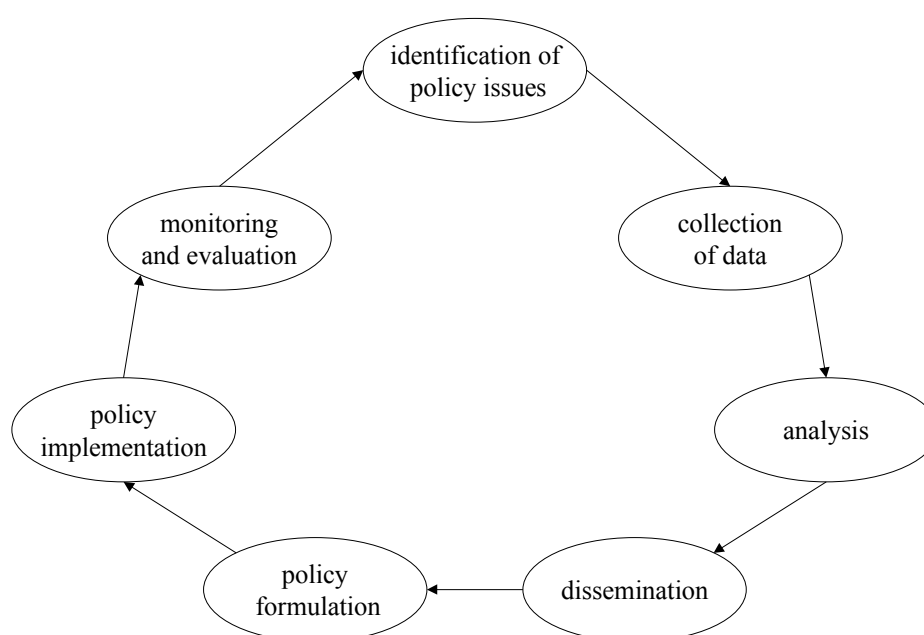 identification of
policy issues
collection
of data
analysis
dissemination
policy
formulation
policy
implementation
monitoring
and evaluation